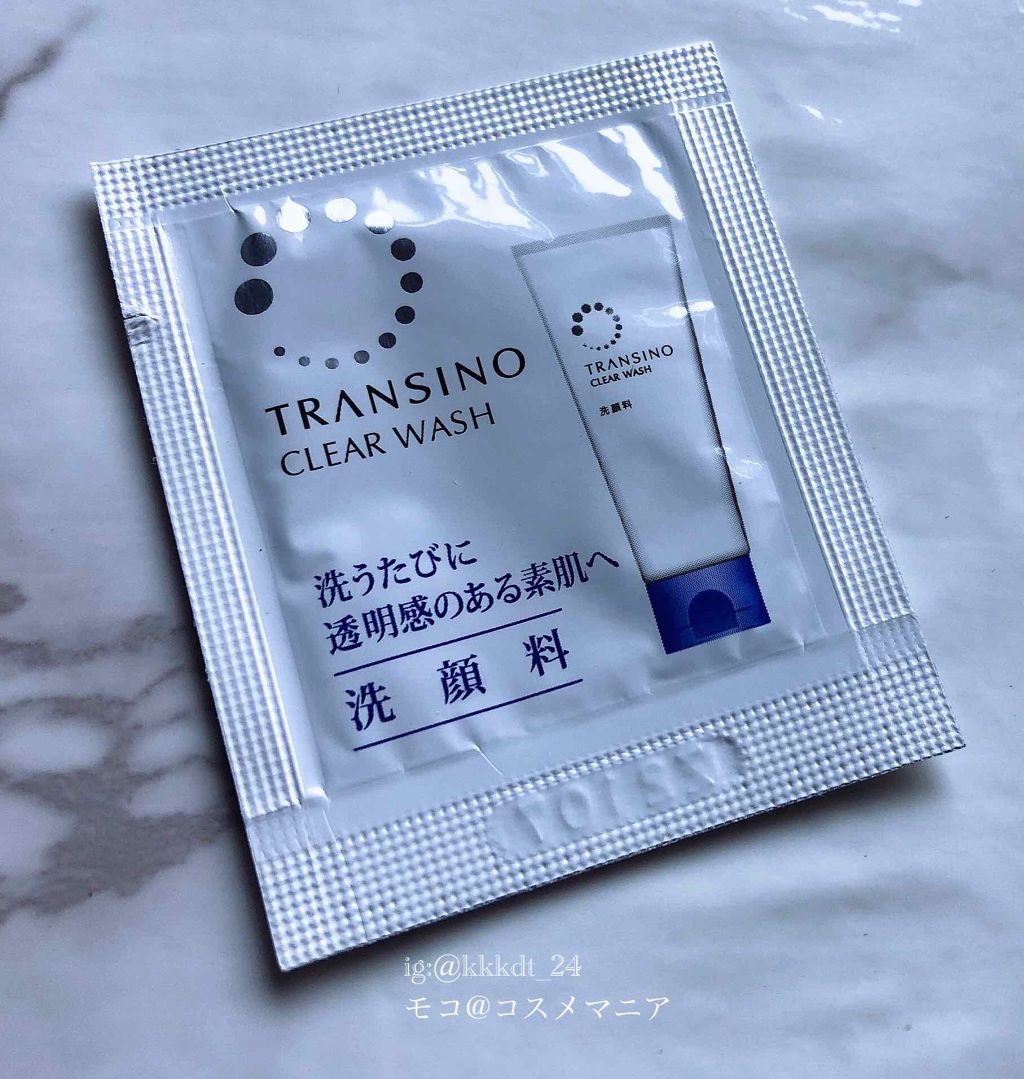 TRANSINO
CLEAR WASH
洗うたびに
透明感のある素肌へ
洗 顔 料
TRANSINO
CLEAR WASH
洗顔料
ig:@kkkdt_24
モコ@コスメマニア